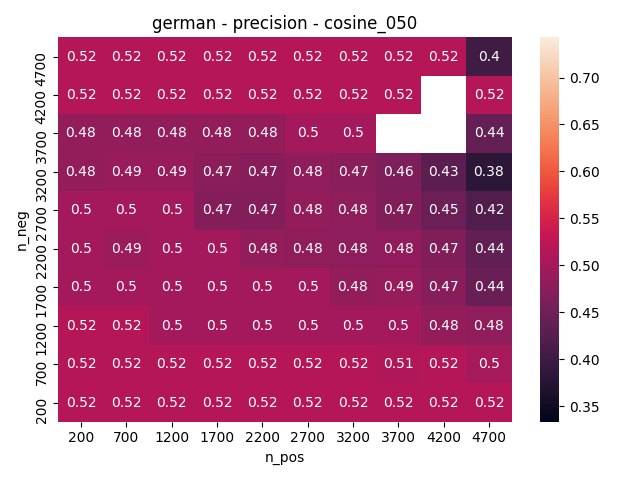 german - precision - cosine_050
n_neg
4700 0.52 0.52 0.52 0.52 0.52 0.52 0.52 0.52 0.52 0.4
4200 0.52 0.52 0.52 0.52 0.52 0.52 0.52 0.52 0.52
3700 0.48 0.48 0.48 0.48 0.48 0.5 0.5 0.44
3200 0.48 0.49 0.49 0.47 0.47 0.48 0.47 0.46 0.43 0.38
2700 0.5 0.5 0.5 0.47 0.47 0.48 0.48 0.47 0.45 0.42
2200 0.5 0.49 0.5 0.5 0.48 0.48 0.48 0.48 0.47 0.44
1700 0.5 0.5 0.5 0.5 0.5 0.5 0.48 0.49 0.47 0.44
1200 0.52 0.52 0.5 0.5 0.5 0.5 0.5 0.5 0.48 0.48
700 0.52 0.52 0.52 0.52 0.52 0.52 0.52 0.51 0.52 0.5
200 0.52 0.52 0.52 0.52 0.52 0.52 0.52 0.52 0.52 0.52
200 700 1200 1700 2200 2700 3200 3700 4200 4700
n_pos
0.70
0.65
0.60
0.55
0.50
0.45
0.40
0.35